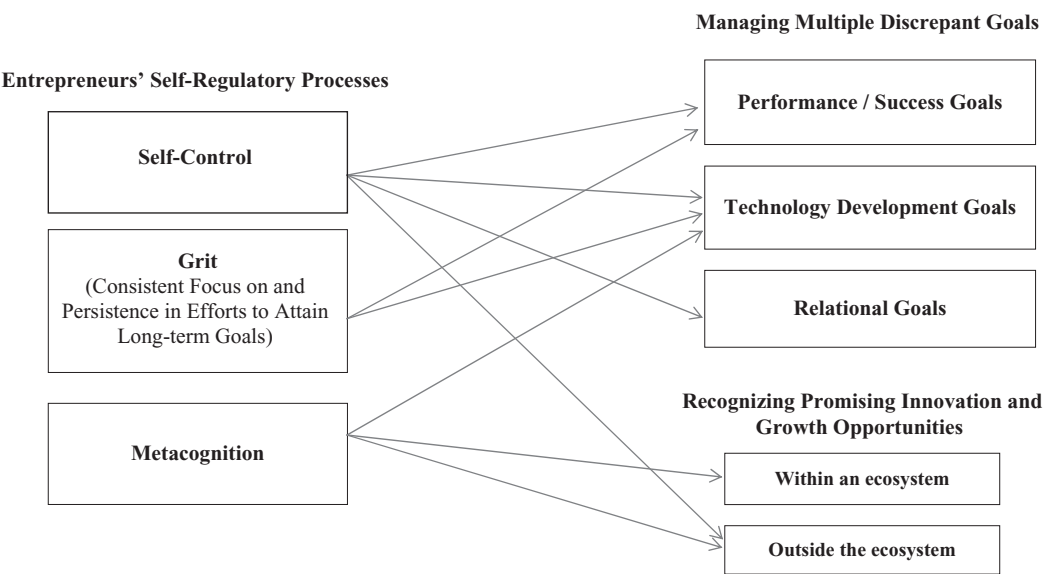 Entrepreneurs’ Self-Regulatory Processes
Self-Control
Grit
(Consistent Focus on and
Persistence in Efforts to Attain
Long-term Goals)
Metacognition
Managing Multiple Discrepant Goals
Performance / Success Goals
Technology Development Goals
Relational Goals
Recognizing Promising Innovation and
Growth Opportunities
Within an ecosystem
Outside the ecosystem